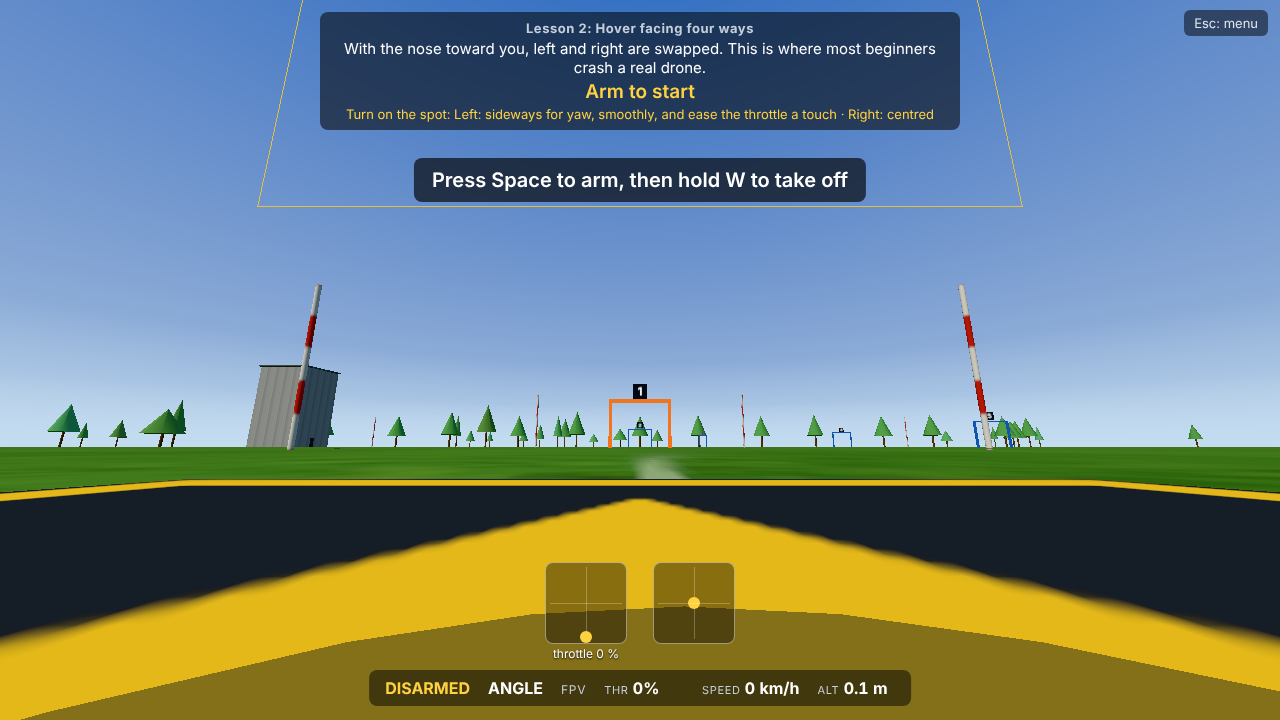 Lesson 2: Hover facing four ways
Esc: menu
With the nose toward you, left and right are swapped. This is where most beginners
crash a real drone.
Arm to start
Turn on the spot: Left: sideways for yaw, smoothly, and ease the throttle a touch · Right: centred
Press Space to arm, then hold W to take off
1
throttle 0 %
DISARMED ANGLE FPV THR 0% SPEED 0 km/h ALT 0.1 m